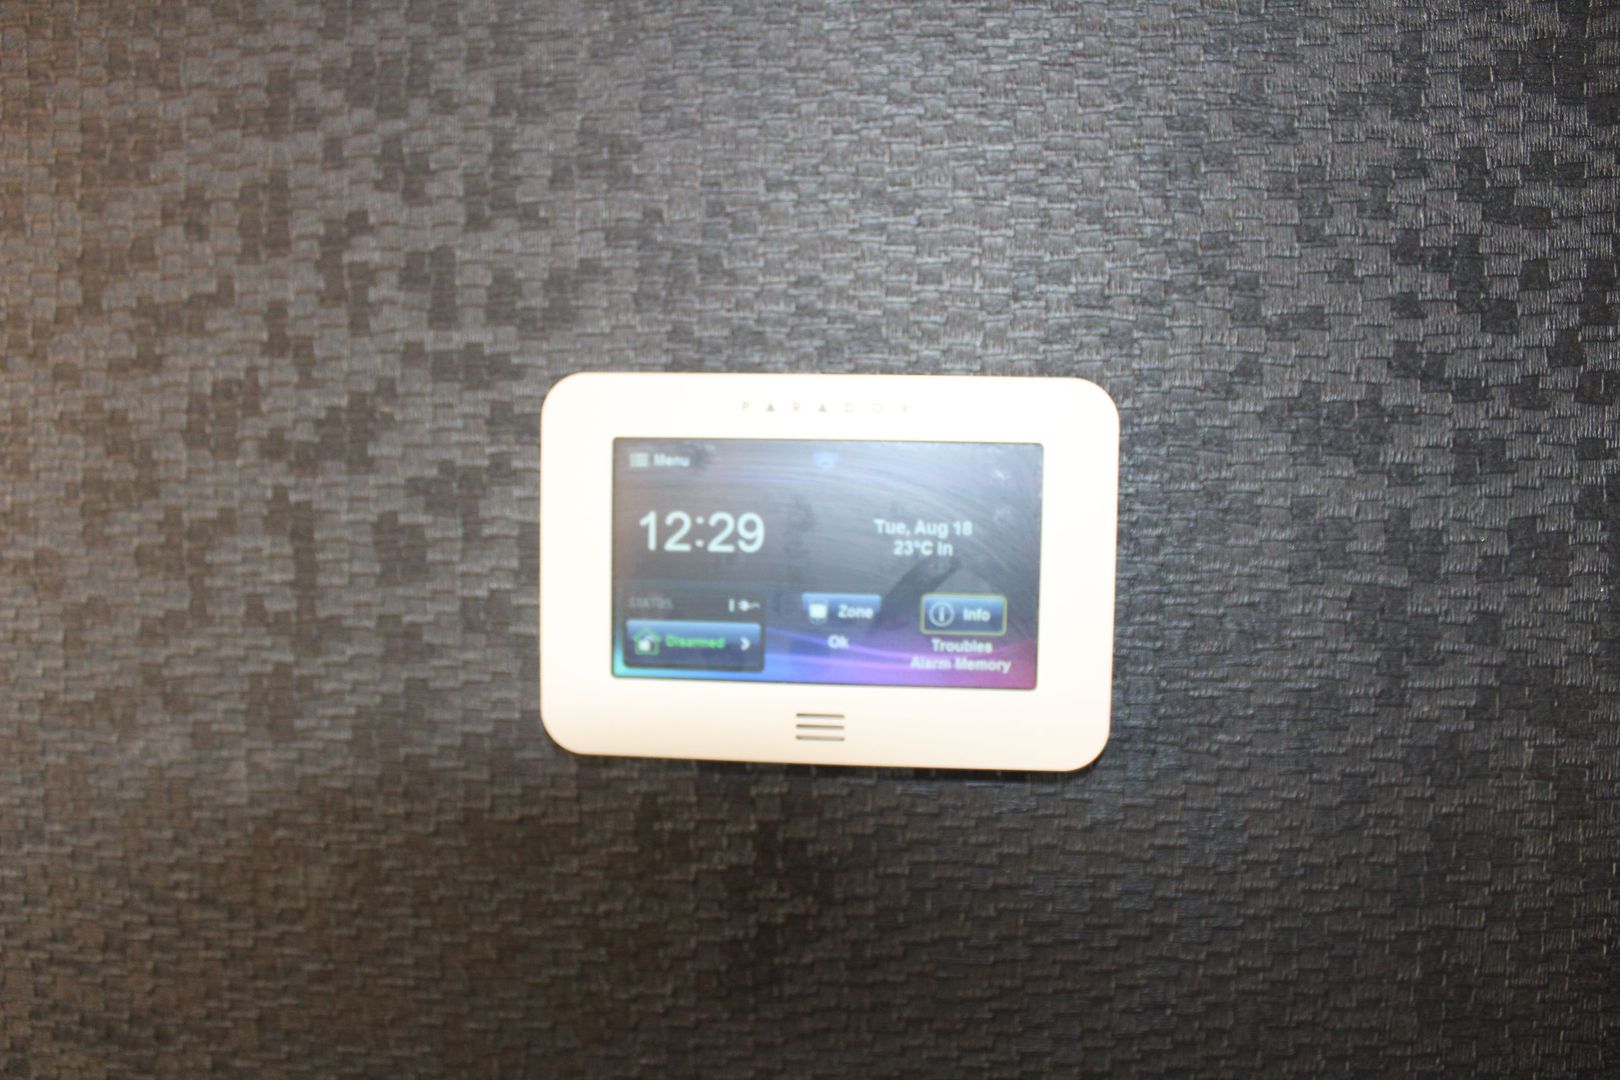 PARADOX
Menu
12:29
Tue, Aug 18
23°C In
STATUS
Disarmed
Zone
Ok
Info
Troubles
Alarm Memory